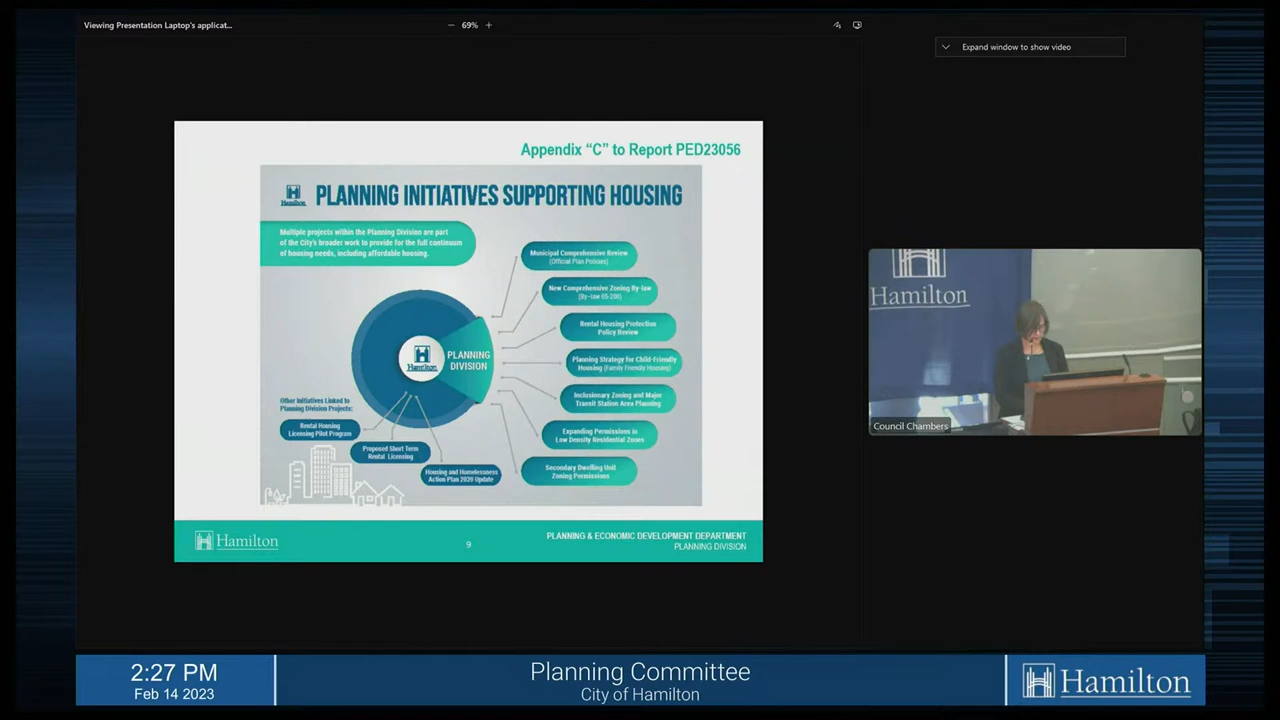 Viewing Presentation Laptop's applicat...
69%
Expand window to show video
Appendix "C" to Report PED23056
Hamilton
PLANNING INITIATIVES SUPPORTING HOUSING
Multiple projects within the Planning Division are part
of the City's broader work to provide for the full continuum
of housing needs, including affordable housing.
Municipal Comprehensive Review
(Official Plan Policies)
New Comprehensive Zoning By-law
(By-law 05-200)
Rental Housing Protection
Policy Review
Planning Strategy for Child-Friendly
Housing (Family Friendly Housing)
Inclusionary Zoning and Major
Transit Station Area Planning
Expanding Permissions in
Low Density Residential Zones
Secondary Dwelling Unit
Zoning Permissions
Hamilton
PLANNING
DIVISION
Other Initiatives Linked to
Planning Division Projects:
Rental Housing
Licensing Pilot Program
Proposed Short Term
Rental Licensing
Housing and Homelessness
Action Plan 2020 Update
Hamilton
9
PLANNING & ECONOMIC DEVELOPMENT DEPARTMENT
PLANNING DIVISION
Hamilton
Council Chambers
2:27 PM
Feb 14 2023
Planning Committee
City of Hamilton
Hamilton